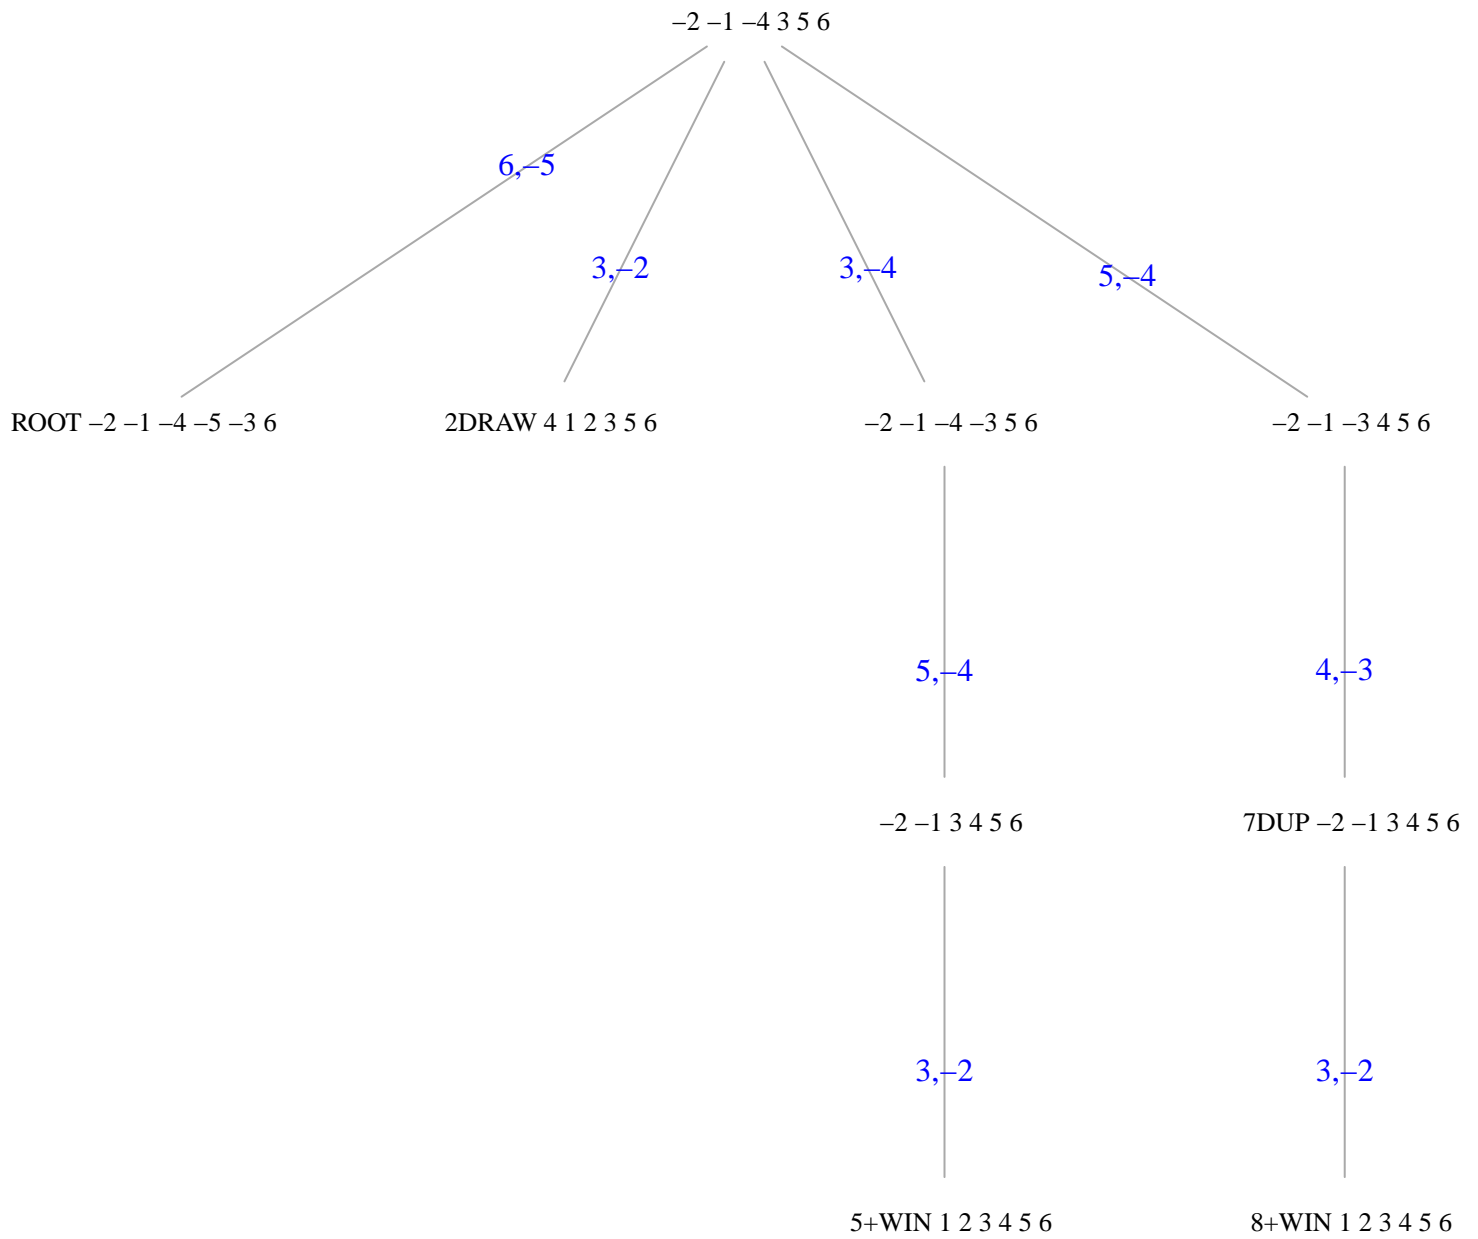 –2 –1 –4 3 5 6
6,–5
3,–2
3,–4
5,–4
ROOT –2 –1 –4 –5 –3 6
2DRAW 4 1 2 3 5 6
–2 –1 –4 –3 5 6
–2 –1 –3 4 5 6
5,–4
4,–3
–2 –1 3 4 5 6
7DUP –2 –1 3 4 5 6
3,–2
3,–2
5+WIN 1 2 3 4 5 6
8+WIN 1 2 3 4 5 6